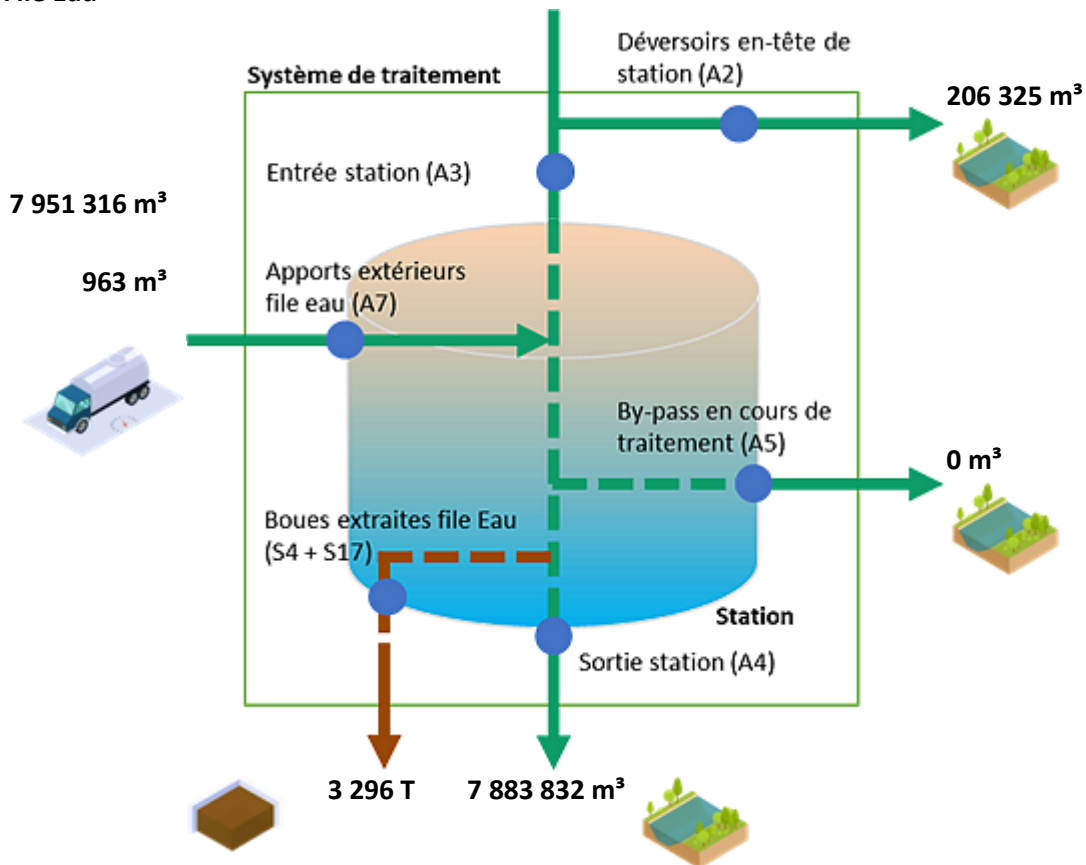 Déversoirs en-tête de
station (A2)
Système de traitement
206 325 m³
Entrée station (A3)
7 951 316 m³
963 m³
Apports extérieurs
file eau (A7)
By-pass en cours de
traitement (A5)
0 m³
Boues extraites file Eau
(S4 + S17)
Station
Sortie station (A4)
3 296 T
7 883 832 m³